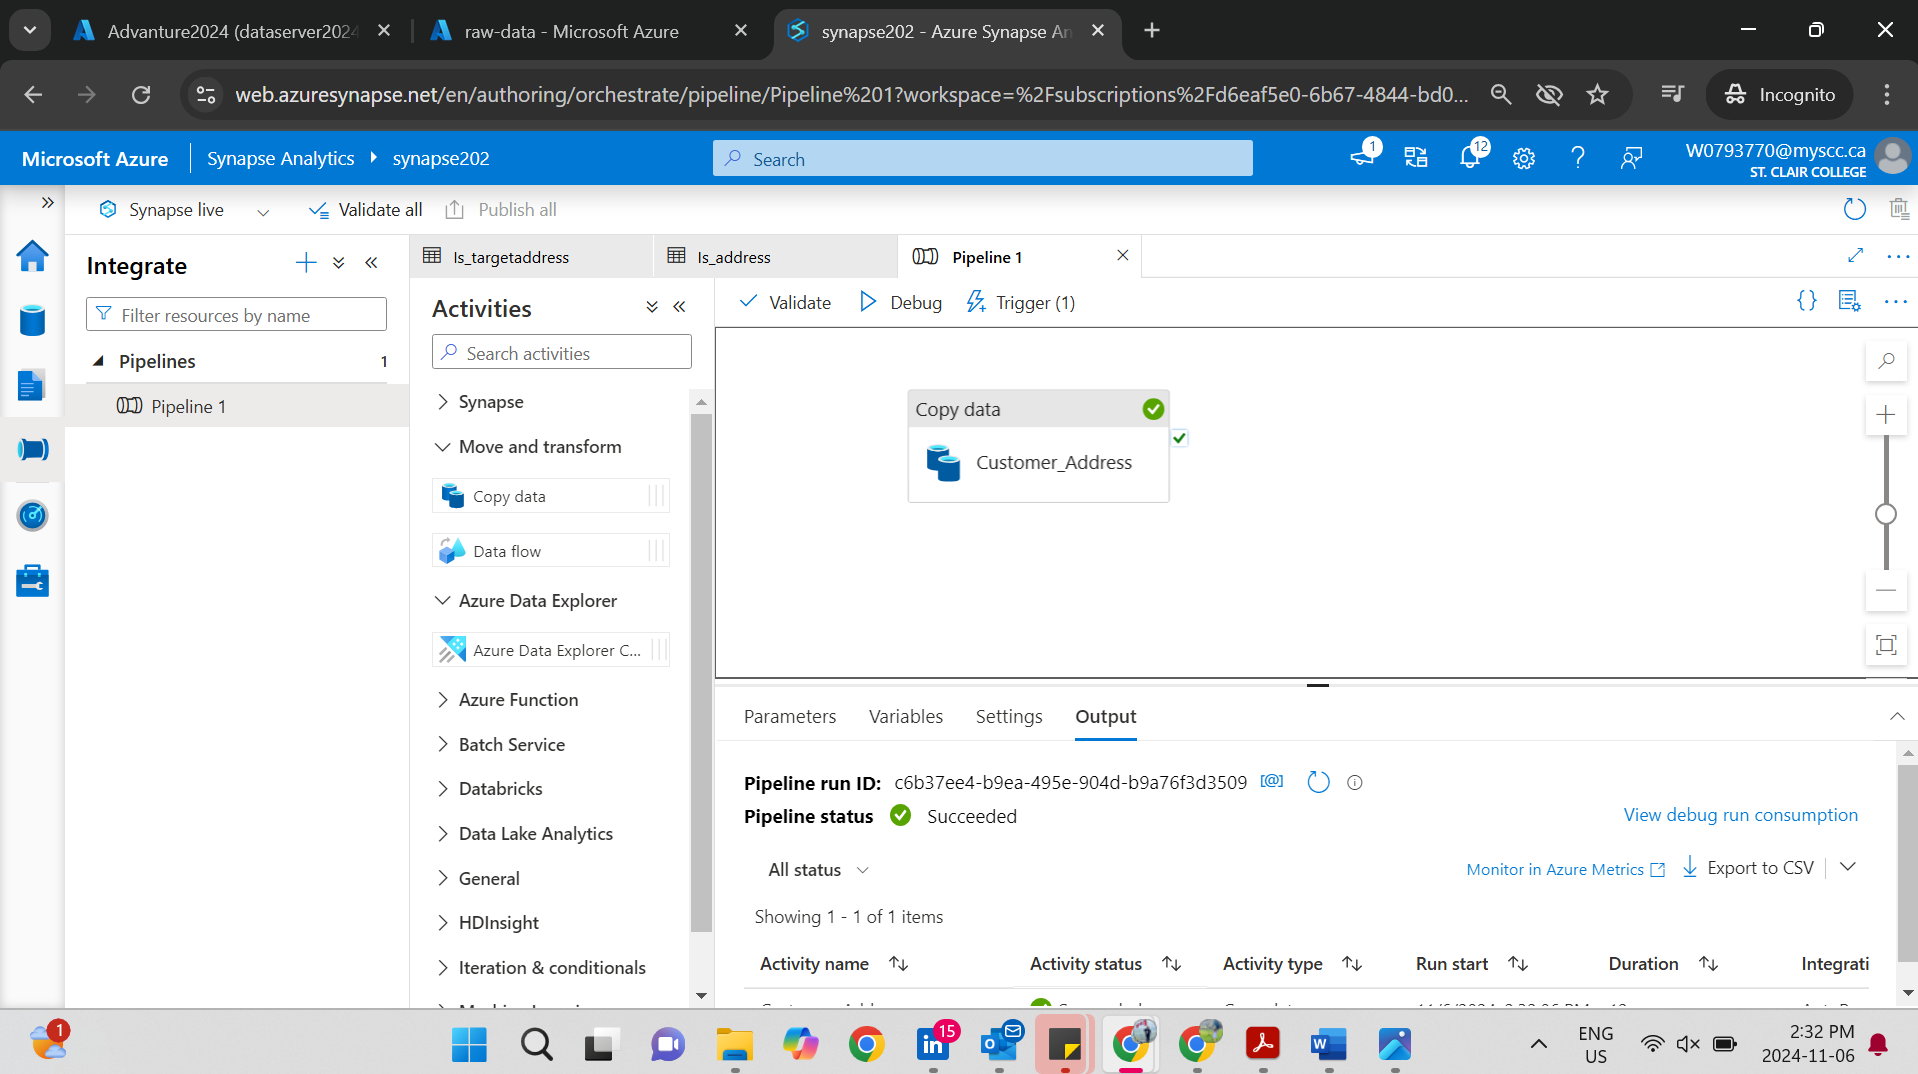 Advanture2024 (dataserver2024
raw-data - Microsoft Azure
synapse202 - Azure Synapse An
web.azuresynapse.net/en/authoring/orchestrate/pipeline/Pipeline%201?workspace=%2Fsubscriptions%2Fd6eaf5e0-6b67-4844-bd0...
Incognito
Microsoft Azure
Synapse Analytics
synapse202
Search
1
12
W0793770@myscc.ca
ST. CLAIR COLLEGE
Synapse live
Validate all
Publish all
Integrate
Filter resources by name
Pipelines
1
Pipeline 1
ls_targetaddress
ls_address
Pipeline 1
Activities
Search activities
Synapse
Move and transform
Copy data
Data flow
Azure Data Explorer
Azure Data Explorer C...
Azure Function
Batch Service
Databricks
Data Lake Analytics
General
HDInsight
Iteration & conditionals
Validate
Debug
Trigger (1)
Copy data
Customer_Address
Parameters
Variables
Settings
Output
Pipeline run ID: c6b37ee4-b9ea-495e-904d-b9a76f3d3509
Pipeline status Succeeded
View debug run consumption
All status
Monitor in Azure Metrics
Export to CSV
Showing 1 - 1 of 1 items
Activity name
Activity status
Activity type
Run start
Duration
Integrati
1
15
ENG
US
2:32 PM
2024-11-06